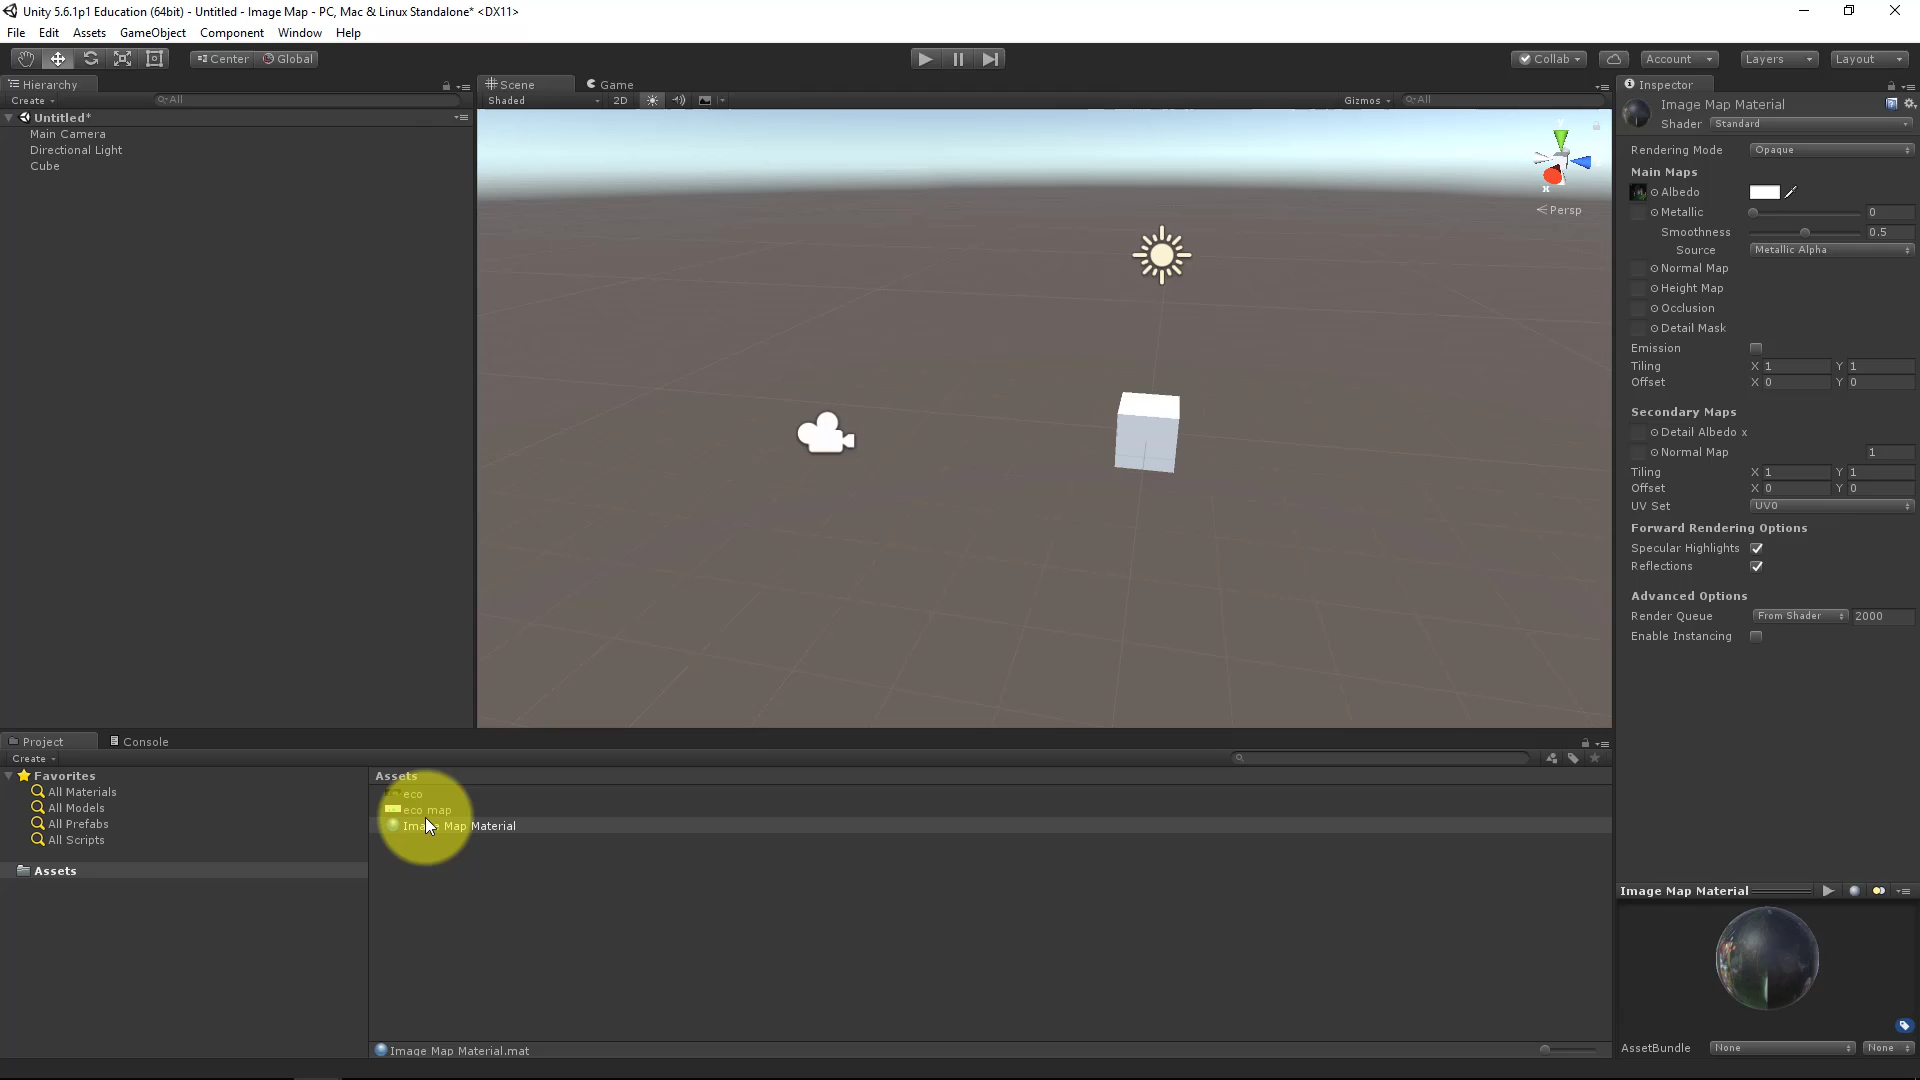 Unity 5.6.1p1 Education (64bit) - Untitled - Image Map - PC, Mac & Linux Standalone* <DX11>
File Edit Assets GameObject Component Window Help
Center Global Collab Account Layers Layout
Hierarchy
Create All
Untitled*
Main Camera
Directional Light
Cube
Scene Game
Shaded 2D Gizmos All
y
x
Persp
Inspector
Image Map Material
Shader Standard
Rendering Mode Opaque
Main Maps
Albedo
Metallic 0
Smoothness 0.5
Source Metallic Alpha
Normal Map
Height Map
Occlusion
Detail Mask
Emission
Tiling X 1 Y 1
Offset X 0 Y 0
Secondary Maps
Detail Albedo x
Normal Map 1
Tiling X 1 Y 1
Offset X 0 Y 0
UV Set UV0
Forward Rendering Options
Specular Highlights
Reflections
Advanced Options
Render Queue From Shader 2000
Enable Instancing
Project Console
Create
Favorites
All Materials
All Models
All Prefabs
All Scripts
Assets
Assets
eco
eco map
Image Map Material
Image Map Material.mat
Image Map Material
AssetBundle None None